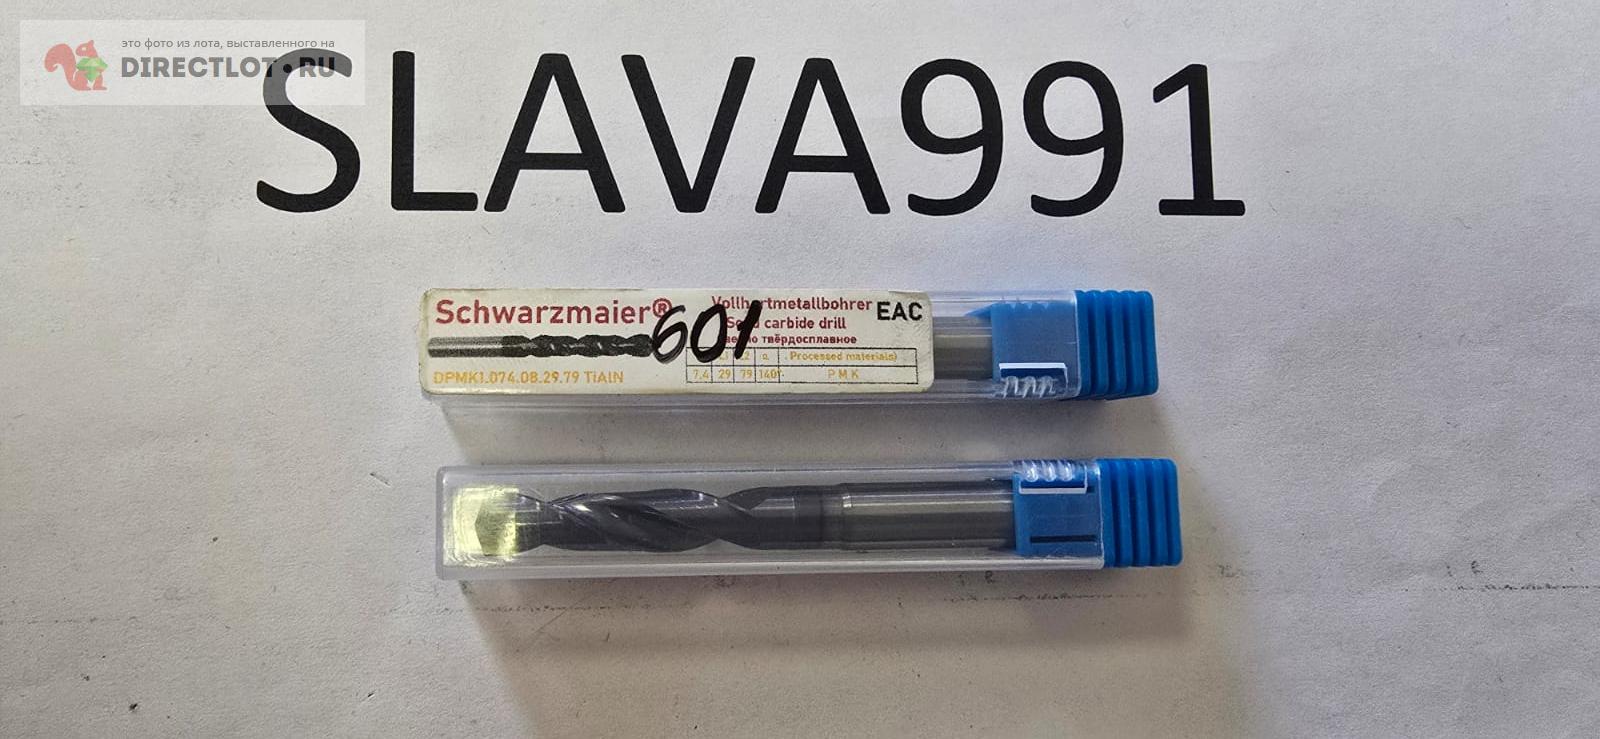 это фото из лота, выставленного на
DIRECTLOT.RU
SLAVA991
Schwarzmaier®
601
EAC
carbide drill
твёрдосплавное
α Processed materials
7,4 29 79 140° P M K
DPMK1.074.08.29.79 TiAlN